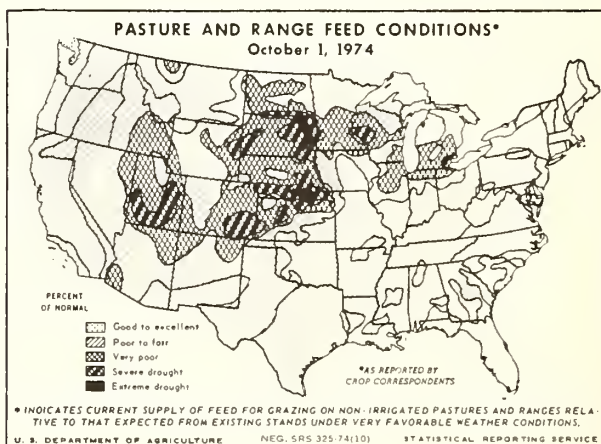 PASTURE AND RANGE FEED CONDITIONS*
October 1, 1974
PERCENT
OF NORMAL
Good to excellent
Poor to fair
Very poor
Severe drought
Extreme drought
*AS REPORTED BY
CROP CORRESPONDENTS
* INDICATES CURRENT SUPPLY OF FEED FOR GRAZING ON NON-IRRIGATED PASTURES AND RANGES RELA-
TIVE TO THAT EXPECTED FROM EXISTING STANDS UNDER VERY FAVORABLE WEATHER CONDITIONS.
U. S. DEPARTMENT OF AGRICULTURE NEG. SRS 325-74(10) STATISTICAL REPORTING SERVICE